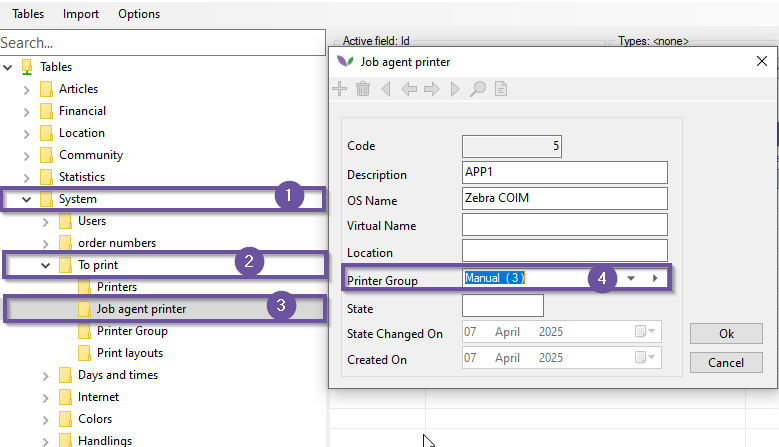 Tables Import Options
Search...
Active field: Id
Types: <none>
Tables
Articles
Financial
Location
Community
Statistics
System 1
Users
order numbers
To print 2
Printers
Job agent printer 3
Printer Group
Print layouts
Days and times
Internet
Colors
Handlings
Job agent printer
Code 5
Description APP1
OS Name Zebra COIM
Virtual Name
Location
Printer Group Manual (3) 4
State
State Changed On 07 April 2025
Created On 07 April 2025
Ok
Cancel